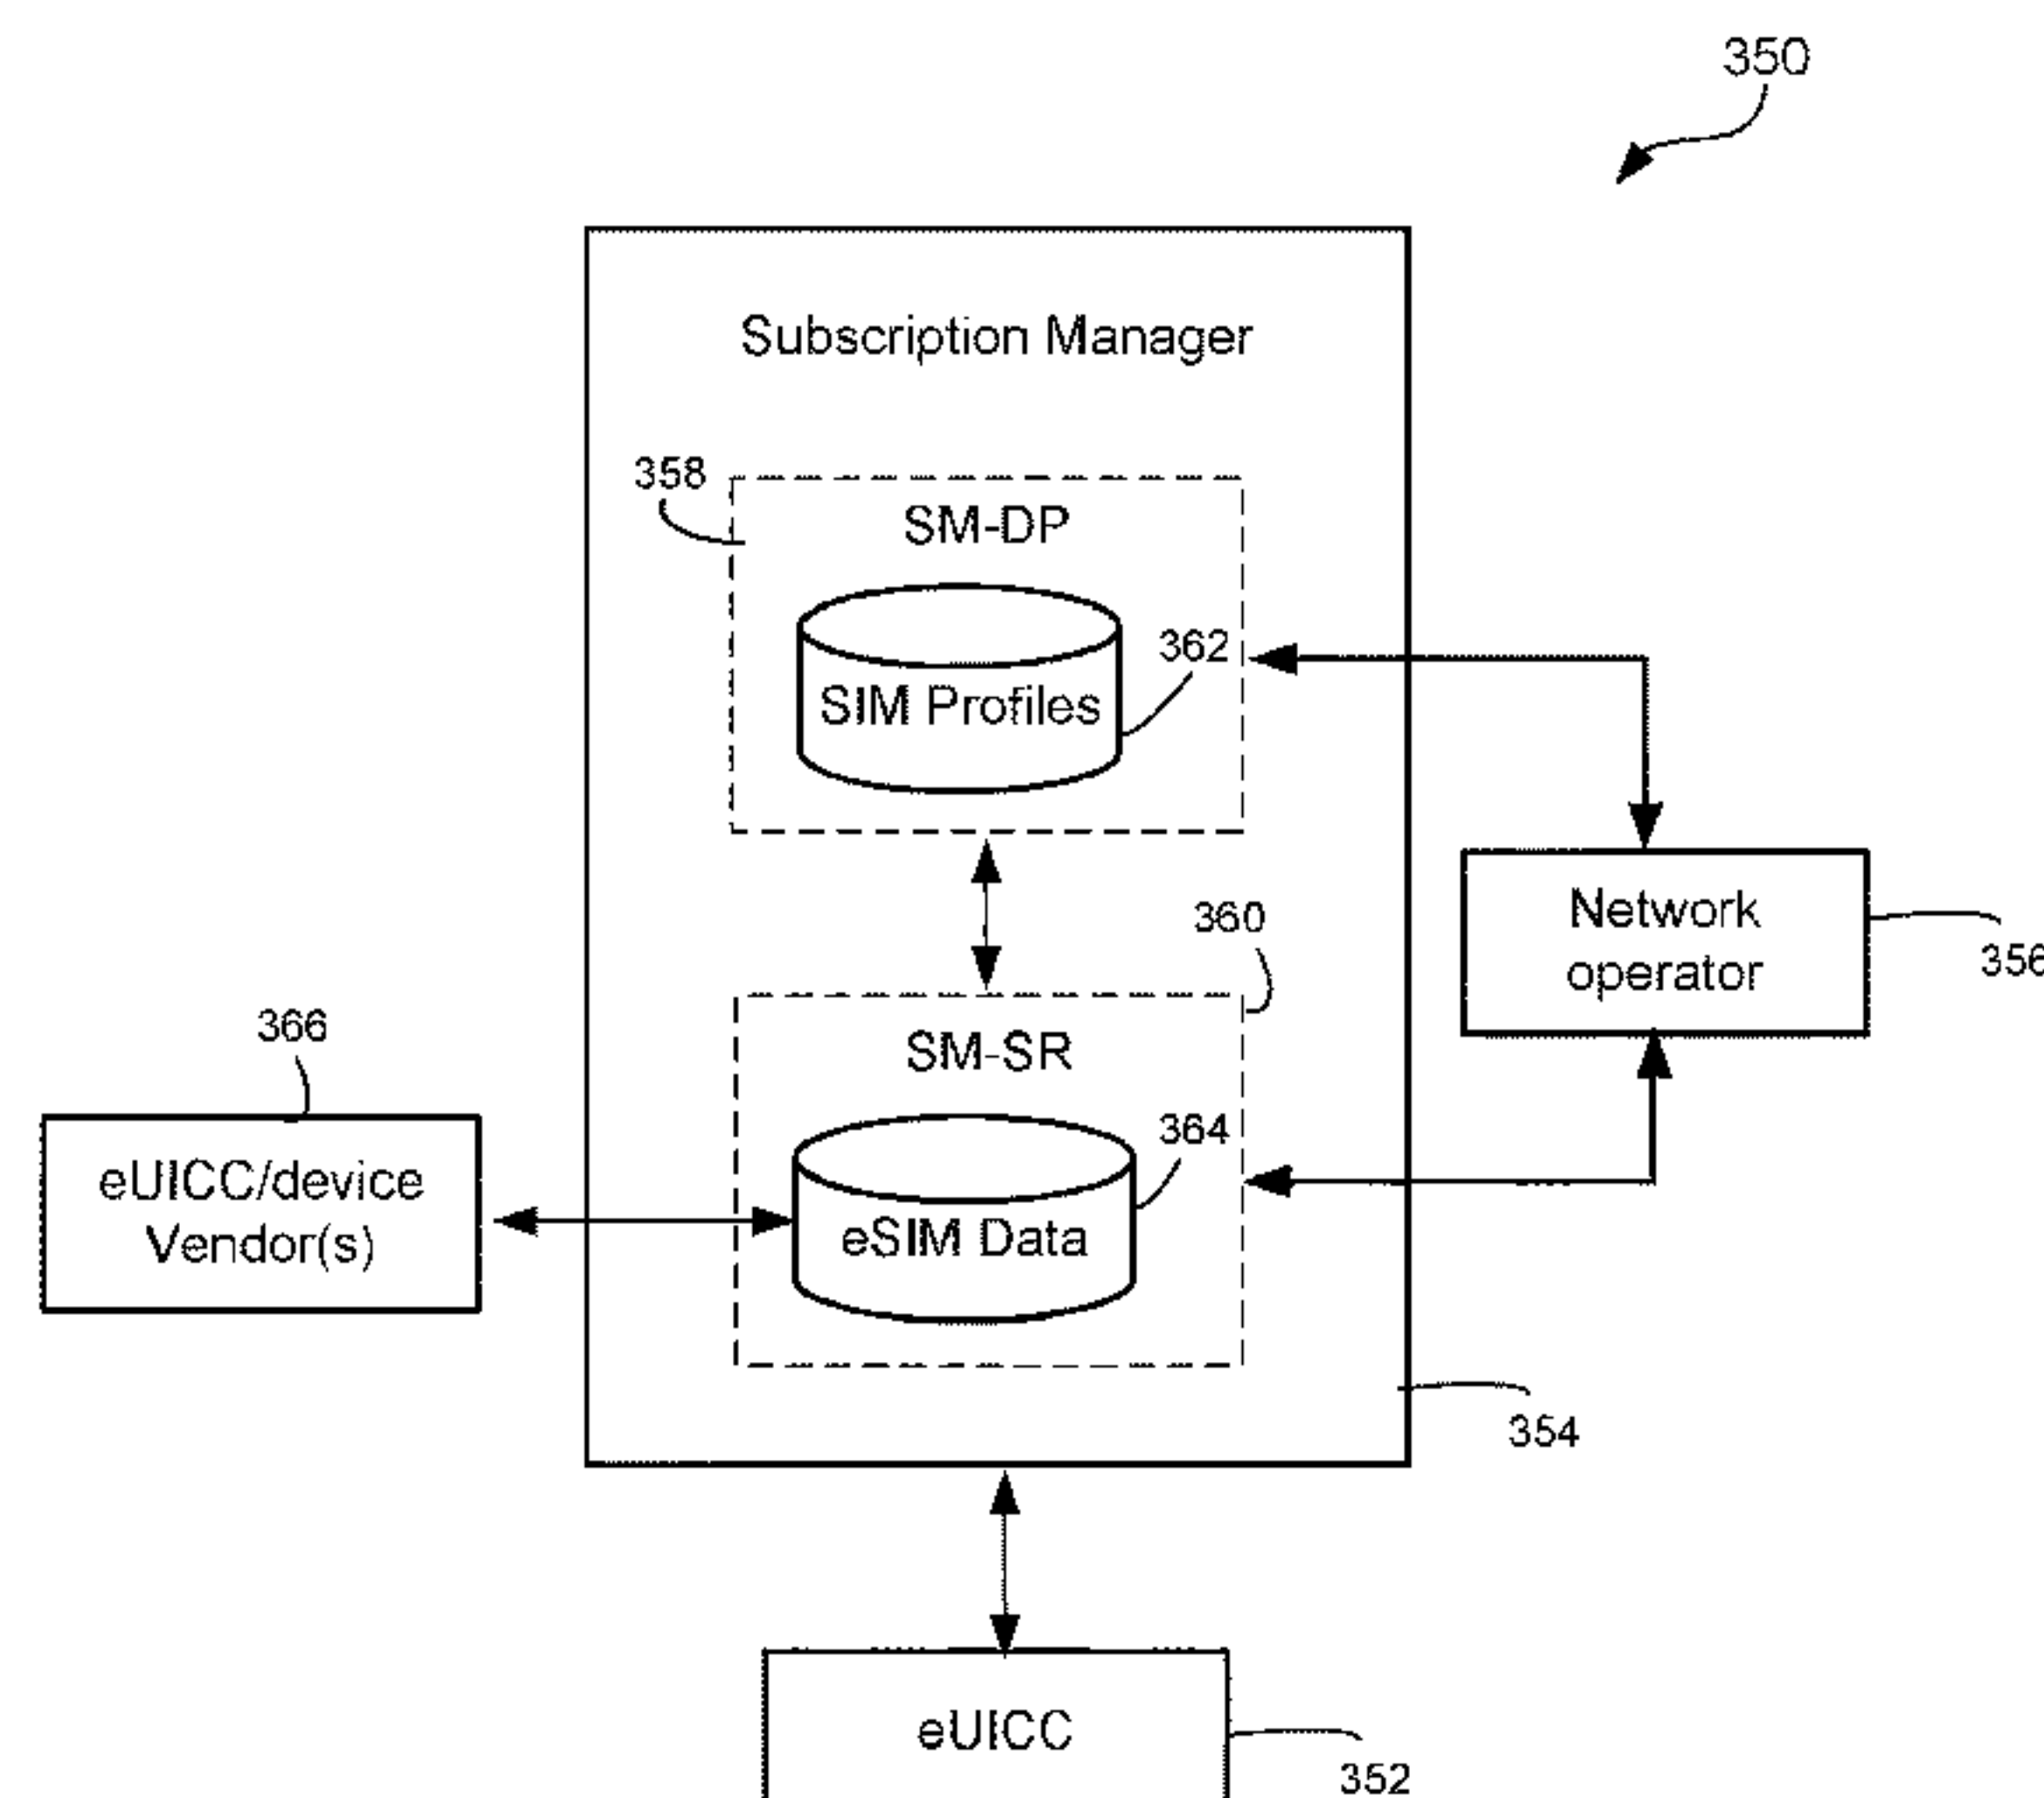 350
Subscription Manager
358
SM-DP
362
SIM Profiles
360
Network
operator
356
366
SM-SR
364
eUICC/device
Vendor(s)
eSIM Data
354
eUICC
352